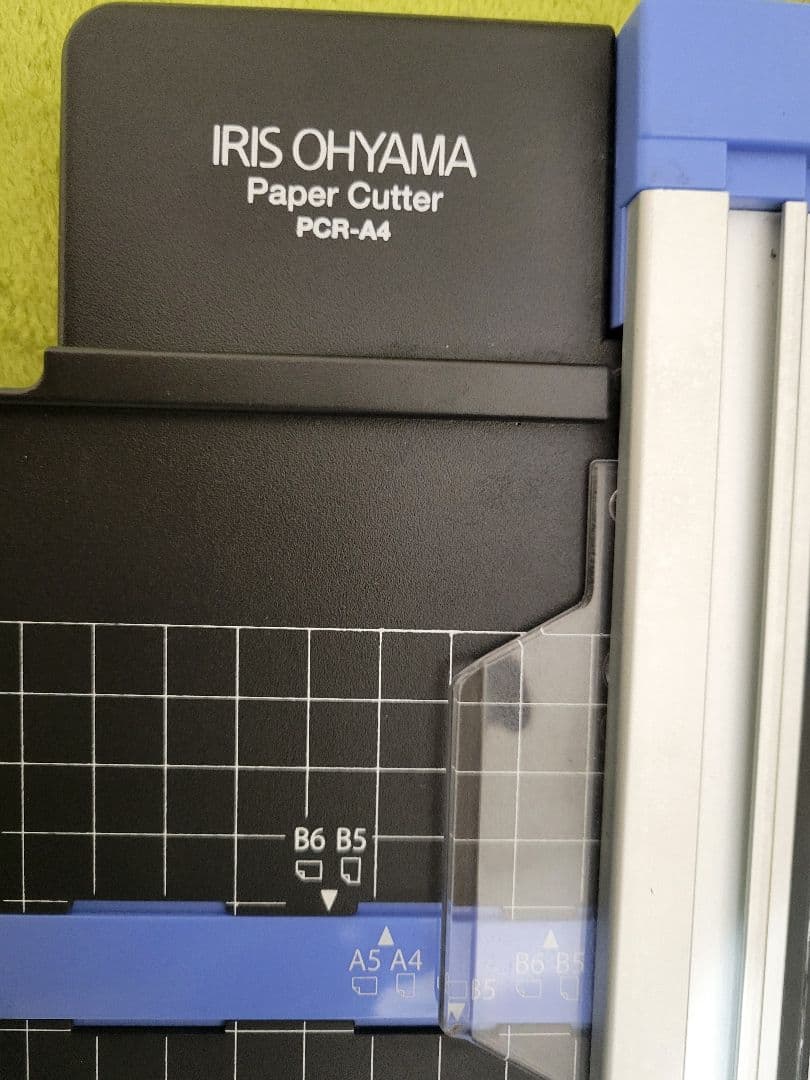 IRIS OHYAMA
Paper Cutter
PCR-A4
B6 B5
A5 A4
B6 B5
B5